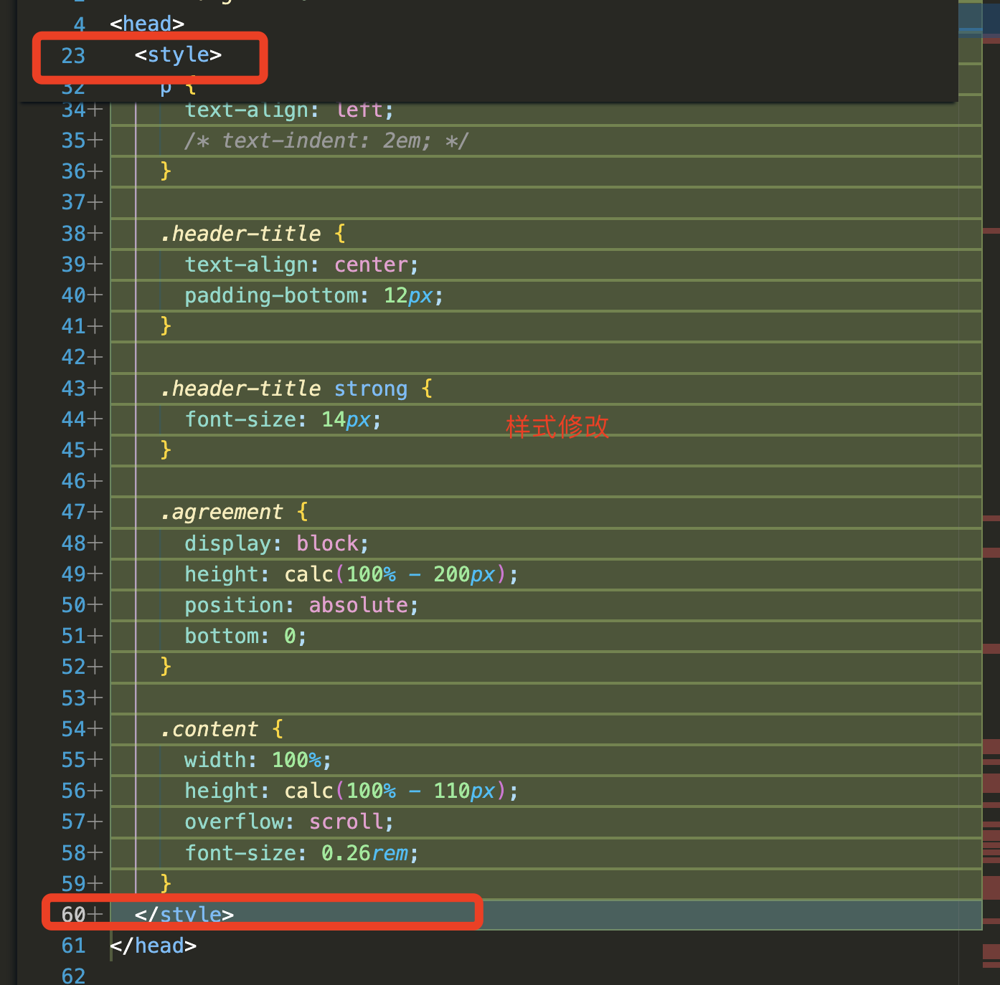 4 <head>
23 <style>
32 p {
34+ text-align: left;
35+ /* text-indent: 2em; */
36+ }
37+
38+ .header-title {
39+ text-align: center;
40+ padding-bottom: 12px;
41+ }
42+
43+ .header-title strong {
44+ font-size: 14px; 样式修改
45+ }
46+
47+ .agreement {
48+ display: block;
49+ height: calc(100% - 200px);
50+ position: absolute;
51+ bottom: 0;
52+ }
53+
54+ .content {
55+ width: 100%;
56+ height: calc(100% - 110px);
57+ overflow: scroll;
58+ font-size: 0.26rem;
59+ }
60+ </style>
61 </head>
62